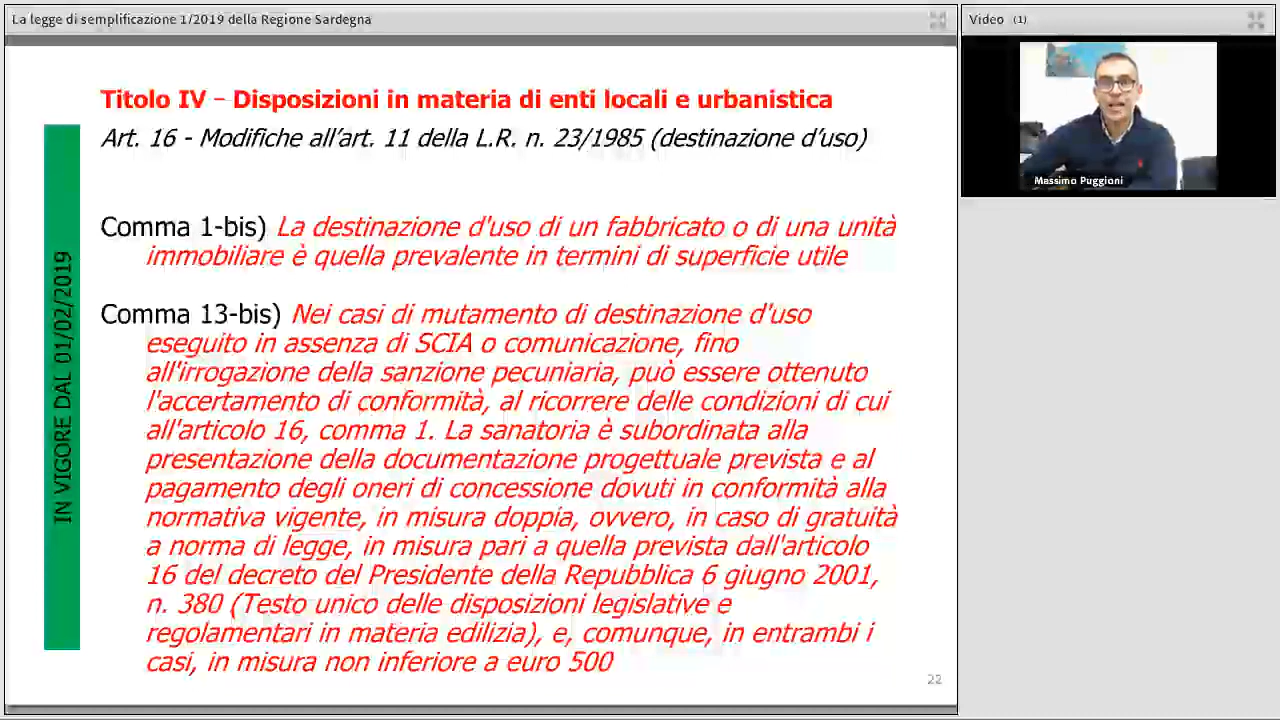 La legge di semplificazione 1/2019 della Regione Sardegna
Video (1)
Massimo Puggioni
Titolo IV – Disposizioni in materia di enti locali e urbanistica
Art. 16 - Modifiche all’art. 11 della L.R. n. 23/1985 (destinazione d’uso)
IN VIGORE DAL 01/02/2019
Comma 1-bis) La destinazione d'uso di un fabbricato o di una unità
immobiliare è quella prevalente in termini di superficie utile
Comma 13-bis) Nei casi di mutamento di destinazione d'uso
eseguito in assenza di SCIA o comunicazione, fino
all'irrogazione della sanzione pecuniaria, può essere ottenuto
l'accertamento di conformità, al ricorrere delle condizioni di cui
all'articolo 16, comma 1. La sanatoria è subordinata alla
presentazione della documentazione progettuale prevista e al
pagamento degli oneri di concessione dovuti in conformità alla
normativa vigente, in misura doppia, ovvero, in caso di gratuità
a norma di legge, in misura pari a quella prevista dall'articolo
16 del decreto del Presidente della Repubblica 6 giugno 2001,
n. 380 (Testo unico delle disposizioni legislative e
regolamentari in materia edilizia), e, comunque, in entrambi i
casi, in misura non inferiore a euro 500
22